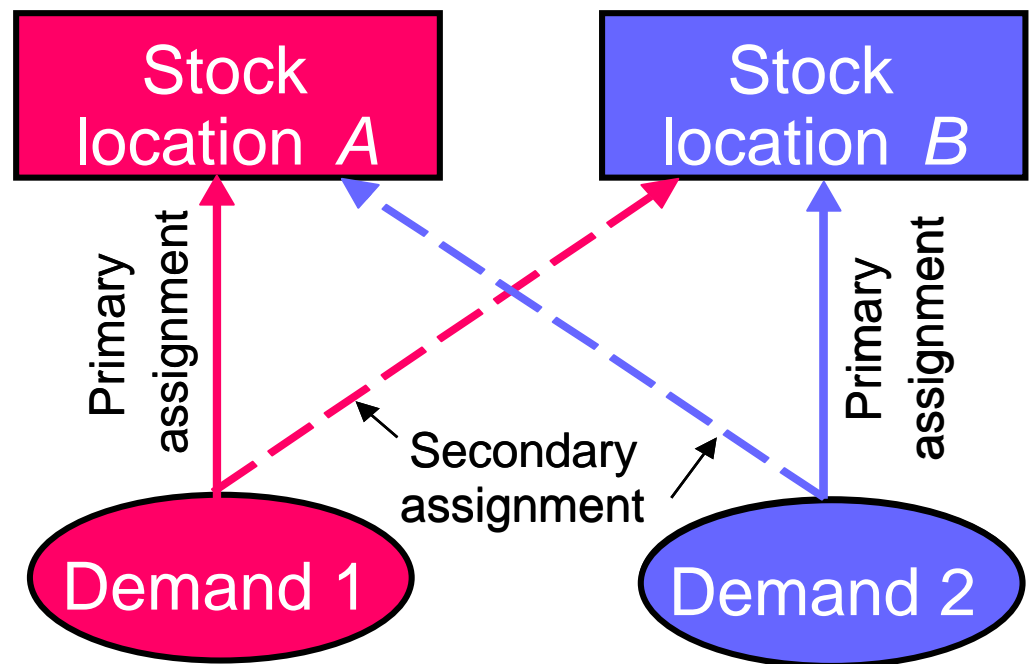 Stock
location A
Stock
location B
Primary
assignment
Primary
assignment
Secondary
assignment
Demand 1
Demand 2